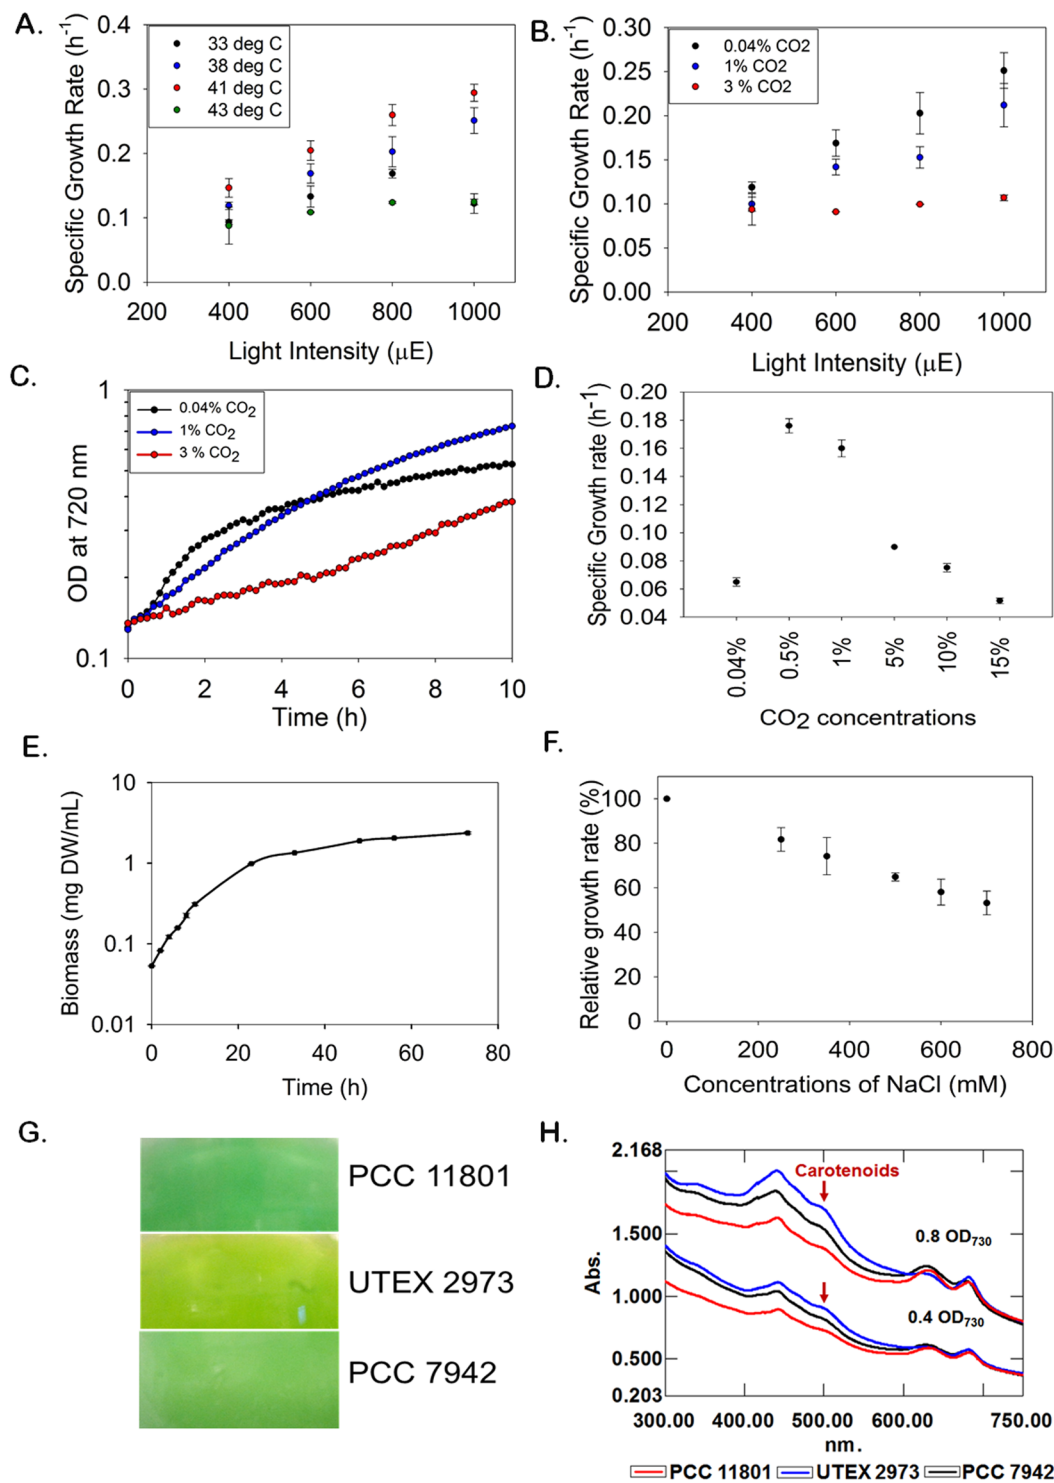 A.
0.4
0.3
0.2
0.1
0.0
Specific Growth Rate (h-1)
33 deg C
38 deg C
41 deg C
43 deg C
200 400 600 800 1000
Light Intensity (μE)
B.
0.30
0.25
0.20
0.15
0.10
0.05
0.00
Specific Growth Rate (h-1)
0.04% CO2
1% CO2
3 % CO2
200 400 600 800 1000
Light Intensity (μE)
C.
1
0.1
OD at 720 nm
0.04% CO2
1% CO2
3 % CO2
0 2 4 6 8 10
Time (h)
D.
0.20
0.18
0.16
0.14
0.12
0.10
0.08
0.06
0.04
Specific Growth rate (h-1)
0.04% 0.5% 1% 5% 10% 15%
CO2 concentrations
E.
10
1
0.1
0.01
Biomass (mg DW/mL)
0 20 40 60 80
Time (h)
F.
100
80
60
40
20
0
Relative growth rate (%)
0 200 400 600 800
Concentrations of NaCl (mM)
G.
PCC 11801
UTEX 2973
PCC 7942
H.
2.168
1.500
1.000
0.500
0.203
Abs.
Carotenoids
0.8 OD730
0.4 OD730
300.00 400.00 500.00 600.00 750.00
nm.
PCC 11801 UTEX 2973 PCC 7942